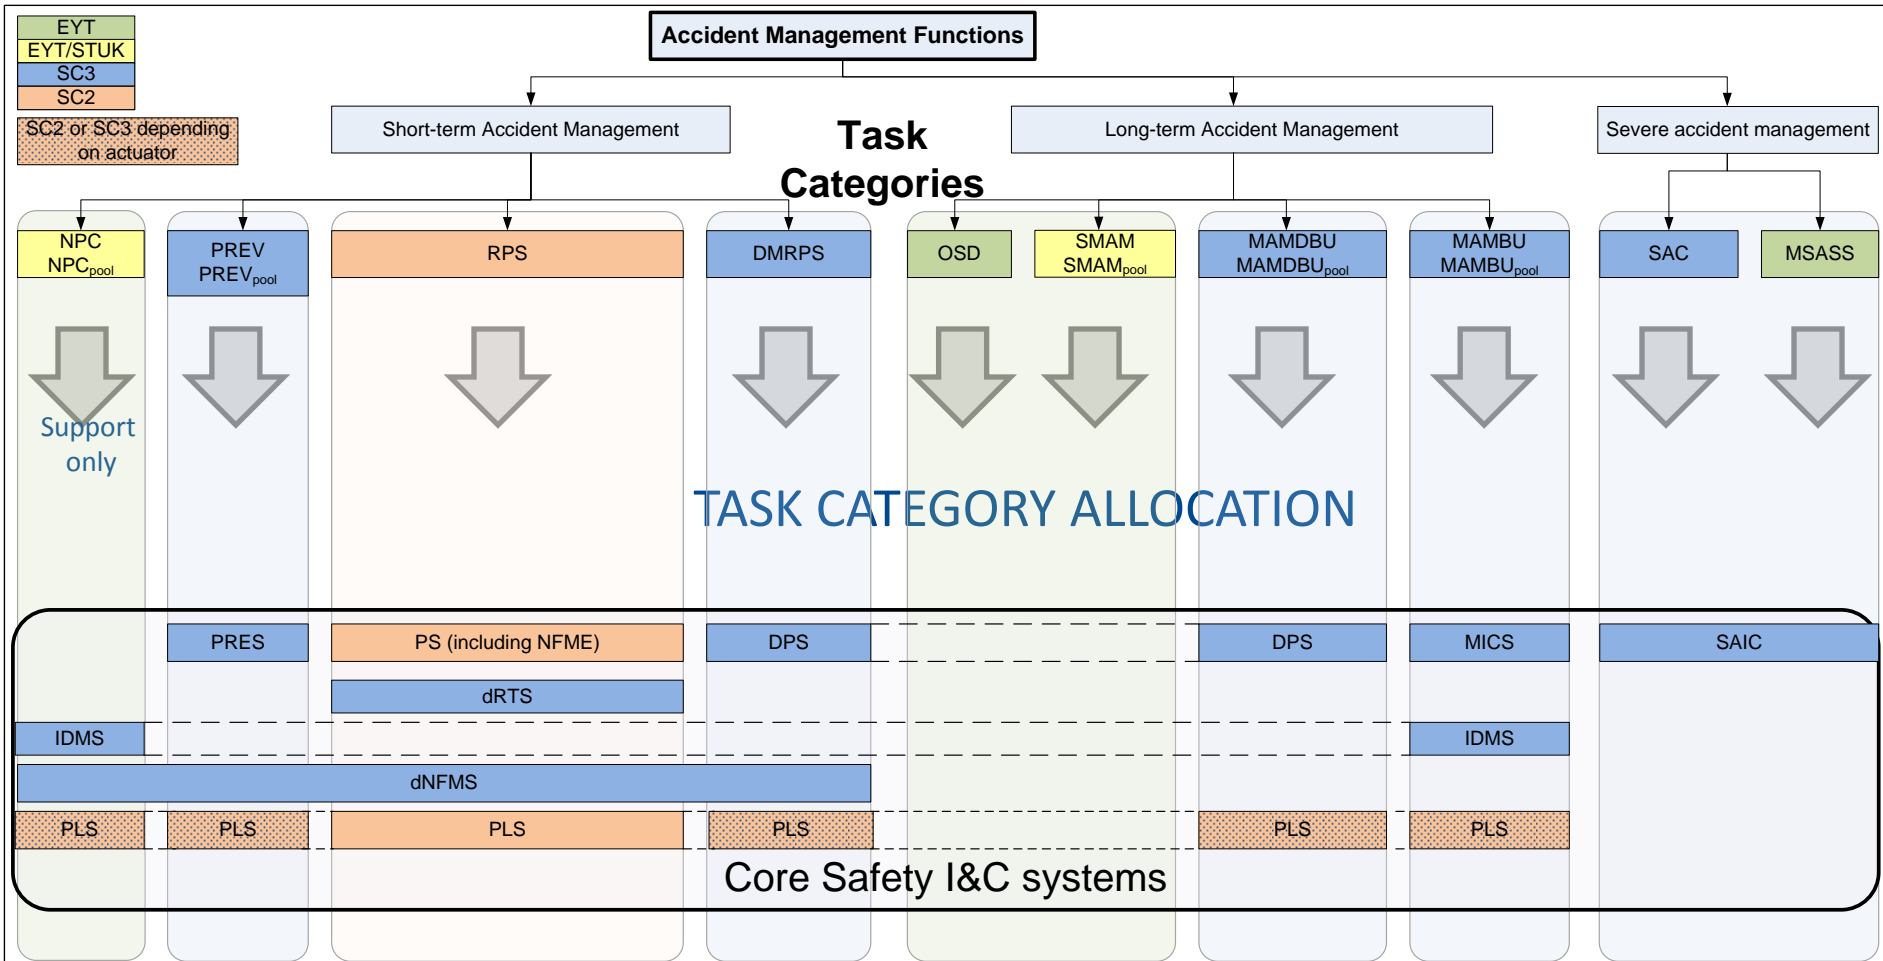 EYT
EYT/STUK
SC3
SC2
SC2 or SC3 depending
on actuator
Accident Management Functions
Short-term Accident Management
Long-term Accident Management
Severe accident management
Task
Categories
NPC
NPCpool
PREV
PREVpool
RPS
DMRPS
OSD
SMAM
SMAMpool
MAMDBU
MAMDBUpool
MAMBU
MAMBUpool
SAC
MSASS
Support
only
TASK CATEGORY ALLOCATION
PRES
PS (including NFME)
DPS
DPS
MICS
SAIC
dRTS
IDMS
IDMS
dNFMS
PLS
PLS
PLS
PLS
PLS
PLS
Core Safety I&C systems